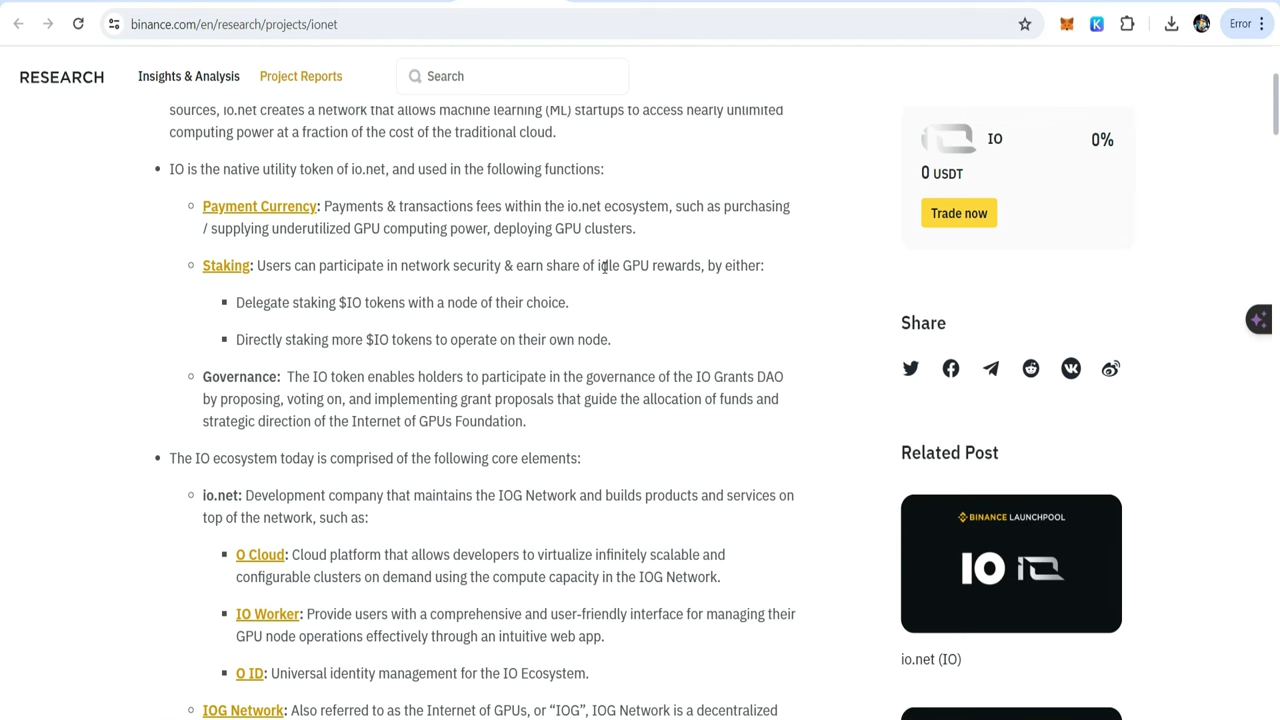 binance.com/en/research/projects/ionet
Error
RESEARCH
Insights & Analysis
Project Reports
Search
sources, io.net creates a network that allows machine learning (ML) startups to access nearly unlimited
computing power at a fraction of the cost of the traditional cloud.
IO is the native utility token of io.net, and used in the following functions:
Payment Currency: Payments & transactions fees within the io.net ecosystem, such as purchasing
/ supplying underutilized GPU computing power, deploying GPU clusters.
Staking: Users can participate in network security & earn share of idle GPU rewards, by either:
Delegate staking $IO tokens with a node of their choice.
Directly staking more $IO tokens to operate on their own node.
Governance: The IO token enables holders to participate in the governance of the IO Grants DAO
by proposing, voting on, and implementing grant proposals that guide the allocation of funds and
strategic direction of the Internet of GPUs Foundation.
The IO ecosystem today is comprised of the following core elements:
io.net: Development company that maintains the IOG Network and builds products and services on
top of the network, such as:
O Cloud: Cloud platform that allows developers to virtualize infinitely scalable and
configurable clusters on demand using the compute capacity in the IOG Network.
IO Worker: Provide users with a comprehensive and user-friendly interface for managing their
GPU node operations effectively through an intuitive web app.
O ID: Universal identity management for the IO Ecosystem.
IOG Network: Also referred to as the Internet of GPUs, or “IOG”, IOG Network is a decentralized
IO
0%
0 USDT
Trade now
Share
Related Post
BINANCE LAUNCHPOOL
IO IO
io.net (IO)